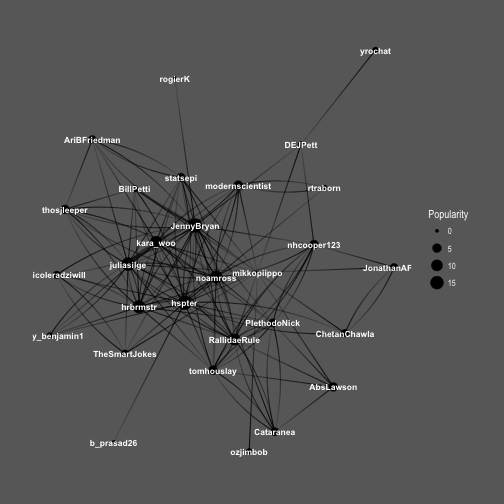 yrochat
rogierK
AriBFriedman
DEJPett
statsepi
BillPetti
modernscientist
rtraborn
thosjleeper
JennyBryan
Popularity
0
5
10
15
kara_woo
nhcooper123
juliasilge
JonathanAF
icoleradziwill
noamross
mikkopiippo
hrbrmstr
hspter
PlethodoNick
ChetanChawla
y_benjamin1
RallidaeRule
TheSmartJokes
tomhouslay
AbsLawson
Cataranea
b_prasad26
ozjimbob